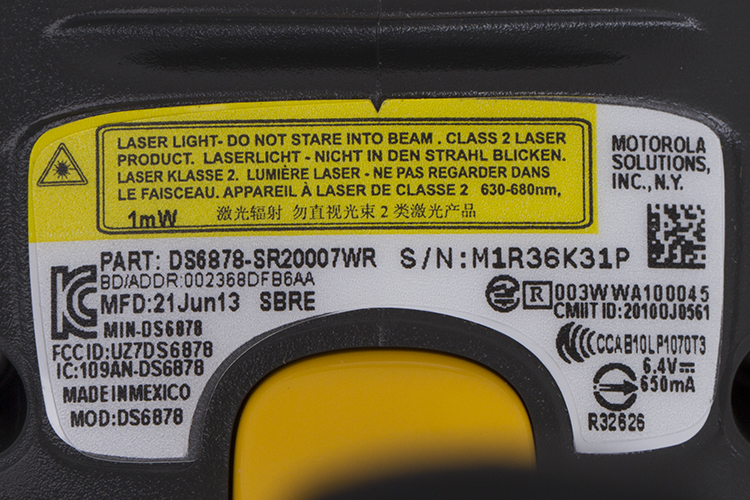 LASER LIGHT- DO NOT STARE INTO BEAM . CLASS 2 LASER
PRODUCT. LASERLICHT - NICHT IN DEN STRAHL BLICKEN.
LASER KLASSE 2. LUMIÈRE LASER - NE PAS REGARDER DANS
LE FAISCEAU. APPAREIL À LASER DE CLASSE 2 630-680nm,
1mW 激光辐射 勿直视光束 2 类激光产品
MOTOROLA
SOLUTIONS,
INC., N.Y.
PART: DS6878-SR20007WR S/N:M1R36K31P
BD/ADDR:002368DFB6AA
MFD:21Jun13 SBRE
MIN-DS6878
FCC ID:UZ7DS6878
IC:109AN-DS6878
MADE IN MEXICO
MOD:DS6878
R 003WWA100045
CMIIT ID:2010DJ0561
CCAB10LP1070T3
6.4V
650mA
R32626